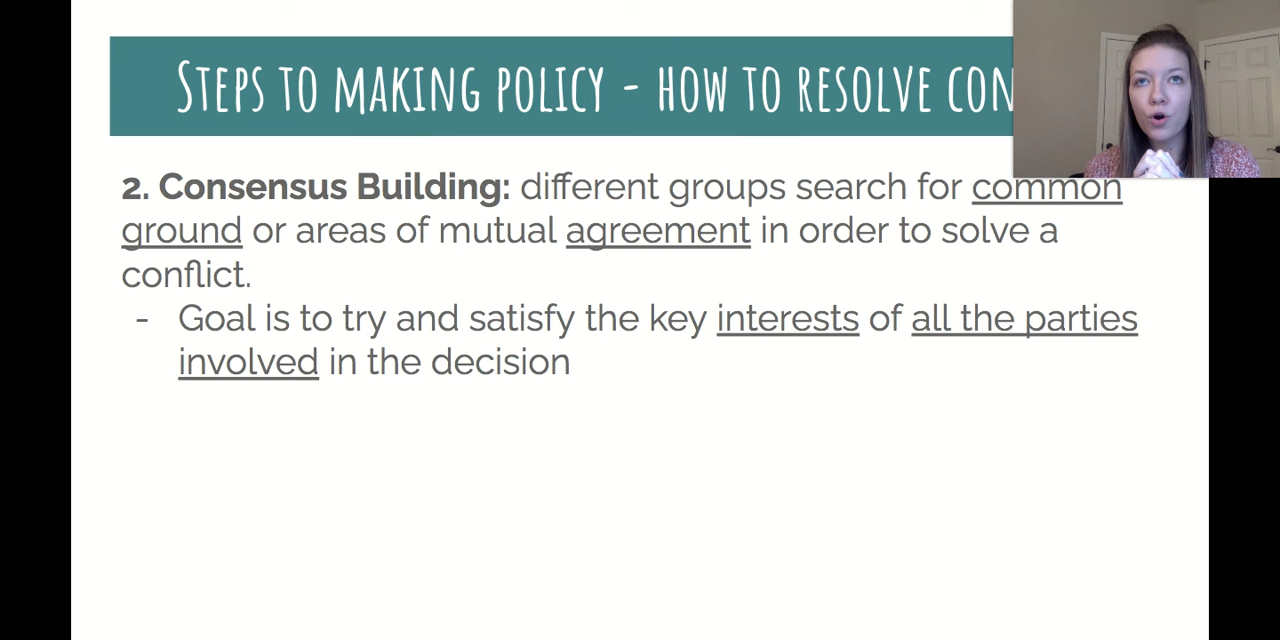 Steps to making policy - how to resolve con
2. Consensus Building: different groups search for common
ground or areas of mutual agreement in order to solve a
conflict.
- Goal is to try and satisfy the key interests of all the parties
involved in the decision